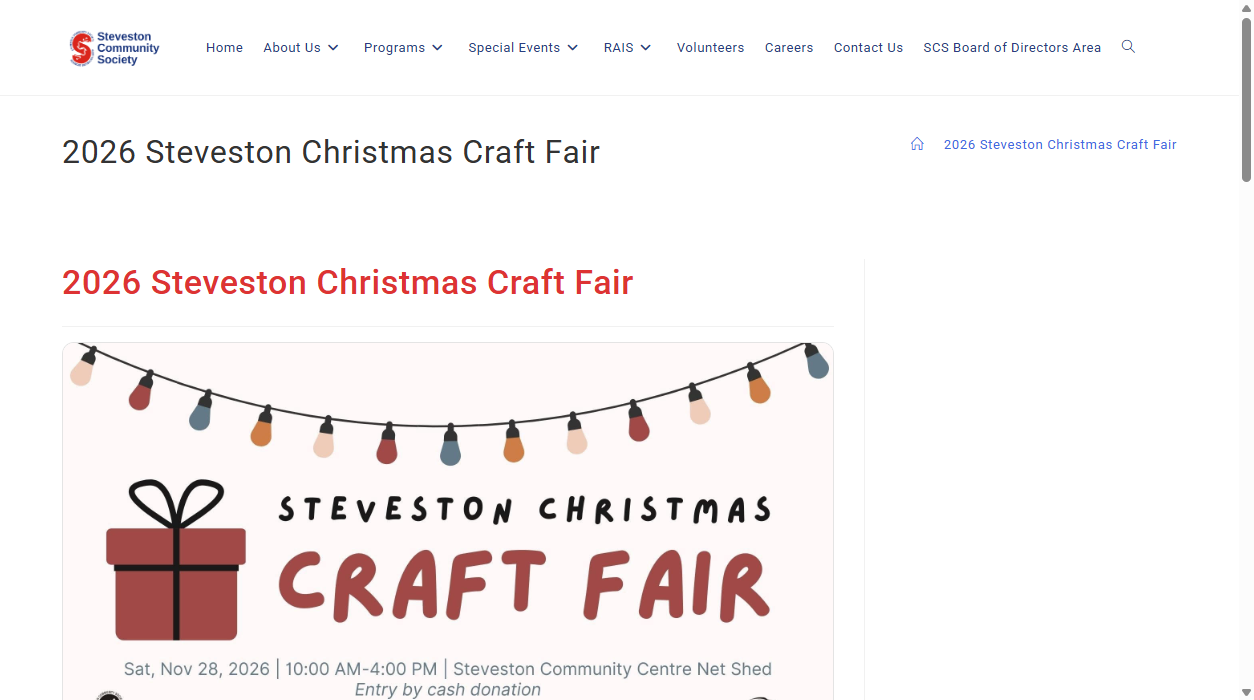 Steveston
Community
Society
Home
About Us
Programs
Special Events
RAIS
Volunteers
Careers
Contact Us
SCS Board of Directors Area
2026 Steveston Christmas Craft Fair
2026 Steveston Christmas Craft Fair
2026 Steveston Christmas Craft Fair
STEVESTON CHRISTMAS
CRAFT FAIR
Sat, Nov 28, 2026 | 10:00 AM-4:00 PM | Steveston Community Centre Net Shed
Entry by cash donation